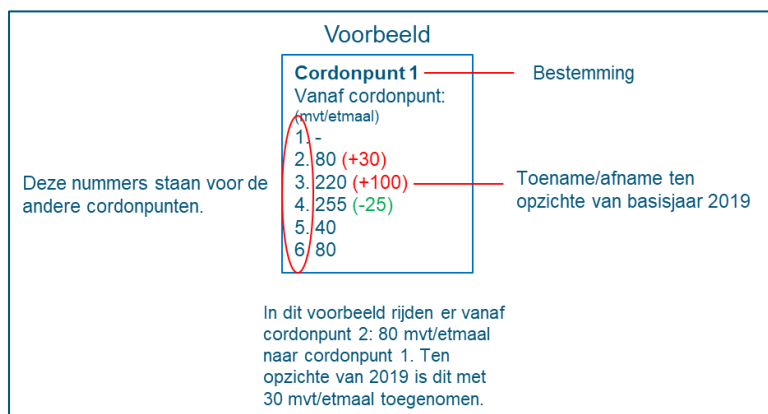 Voorbeeld
Cordonpunt 1
Bestemming
Vanaf cordonpunt:
(mvt/etmaal)
1. -
2. 80 (+30)
3. 220 (+100)
4. 255 (-25)
5. 40
6. 80
Deze nummers staan voor de
andere cordonpunten.
Toename/afname ten
opzichte van basisjaar 2019
In dit voorbeeld rijden er vanaf
cordonpunt 2: 80 mvt/etmaal
naar cordonpunt 1. Ten
opzichte van 2019 is dit met
30 mvt/etmaal toegenomen.